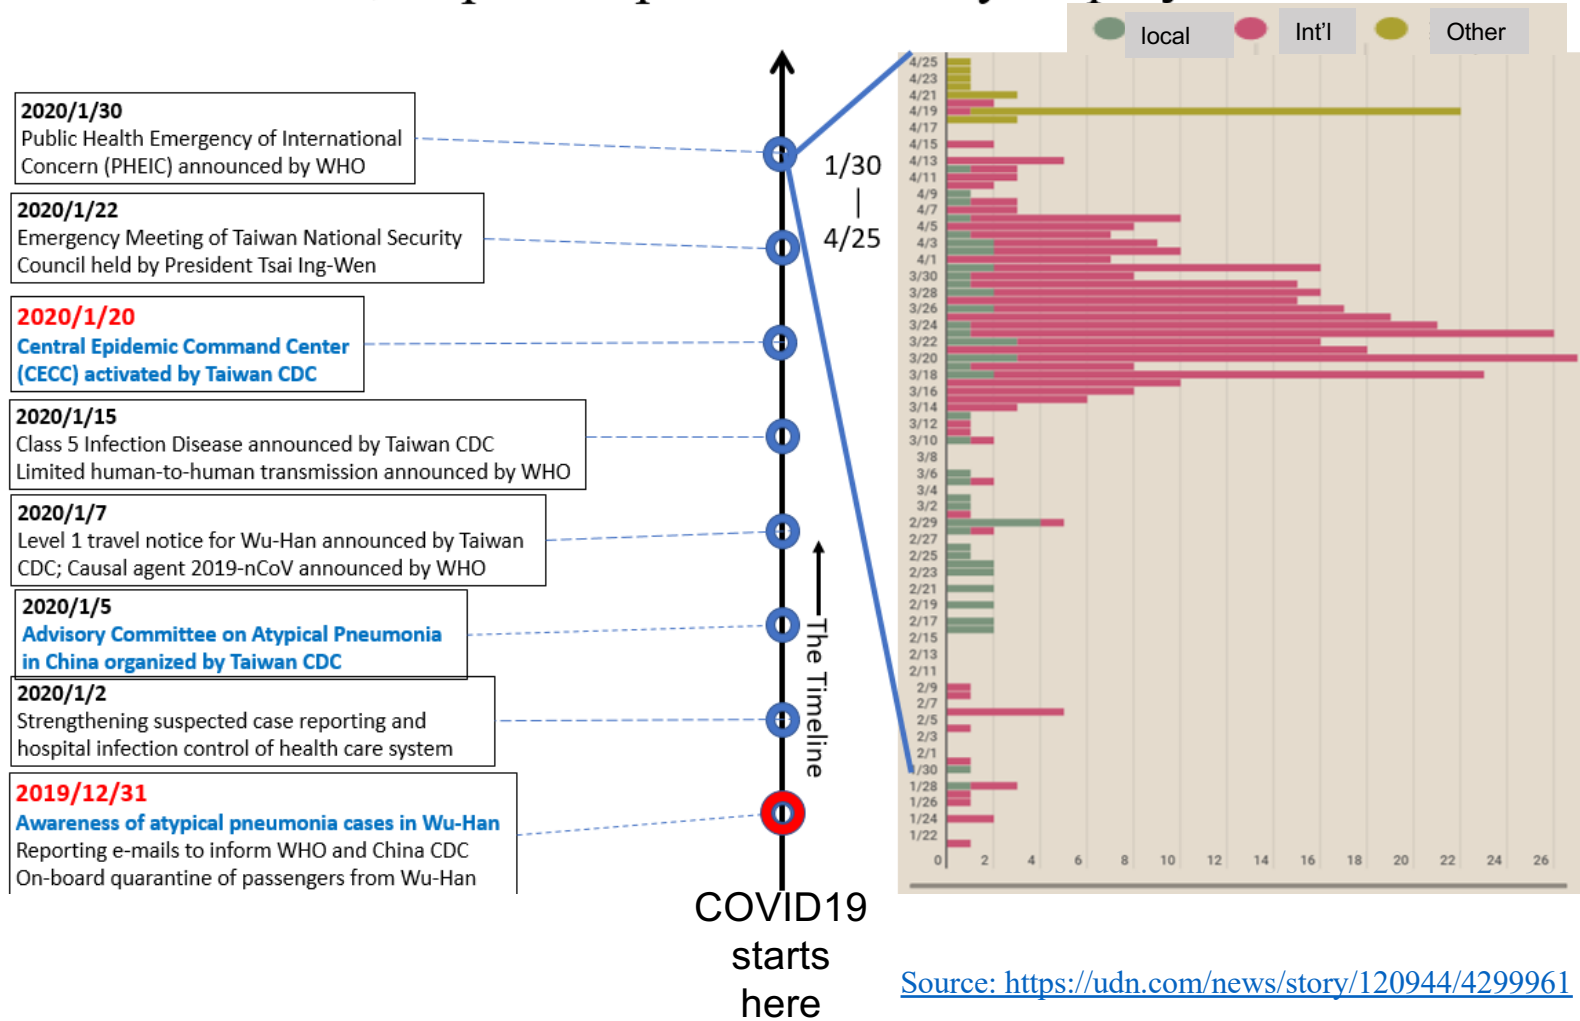 local
Int'l
Other
2020/1/30
Public Health Emergency of International
Concern (PHEIC) announced by WHO
2020/1/22
Emergency Meeting of Taiwan National Security
Council held by President Tsai Ing-Wen
2020/1/20
Central Epidemic Command Center
(CECC) activated by Taiwan CDC
2020/1/15
Class 5 Infection Disease announced by Taiwan CDC
Limited human-to-human transmission announced by WHO
2020/1/7
Level 1 travel notice for Wu-Han announced by Taiwan
CDC; Causal agent 2019-nCoV announced by WHO
2020/1/5
Advisory Committee on Atypical Pneumonia
in China organized by Taiwan CDC
2020/1/2
Strengthening suspected case reporting and
hospital infection control of health care system
2019/12/31
Awareness of atypical pneumonia cases in Wu-Han
Reporting e-mails to inform WHO and China CDC
On-board quarantine of passengers from Wu-Han
1/30
|
4/25
The Timeline
COVID19
starts
here
4/25
4/23
4/21
4/19
4/17
4/15
4/13
4/11
4/9
4/7
4/5
4/3
4/1
3/30
3/28
3/26
3/24
3/22
3/20
3/18
3/16
3/14
3/12
3/10
3/8
3/6
3/4
3/2
2/29
2/27
2/25
2/23
2/21
2/19
2/17
2/15
2/13
2/11
2/9
2/7
2/5
2/3
2/1
1/30
1/28
1/26
1/24
1/22
0 2 4 6 8 10 12 14 16 18 20 22 24 26
Source: https://udn.com/news/story/120944/4299961